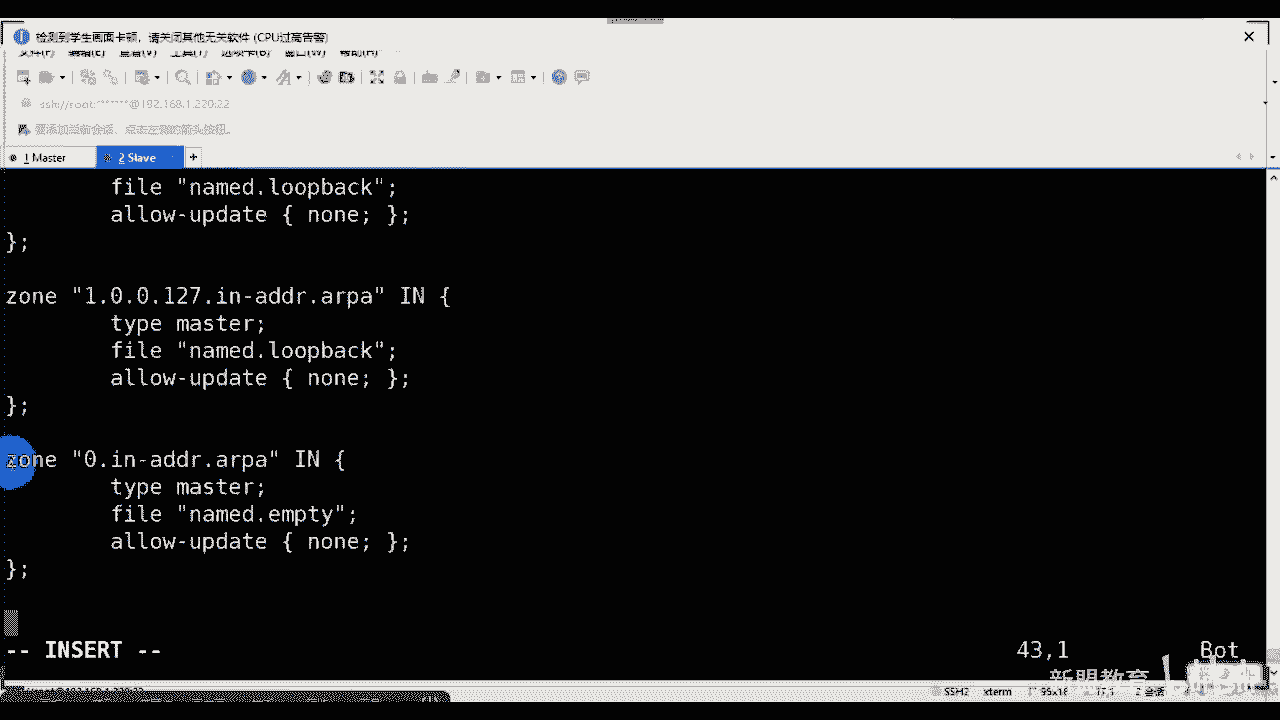 检测到学生画面卡顿，请关闭其他无关软件 (CPU过高告警)
文件(F) 编辑(E) 查看(V) 工具(T) 选项卡(B) 窗口(W) 帮助(H)
ssh://root:******@192.168.1.220:22
要添加当前会话，点击左侧的箭头按钮。
1 Master 2 Slave +
file "named.loopback";
allow-update { none; };
};
zone "1.0.0.127.in-addr.arpa" IN {
type master;
file "named.loopback";
allow-update { none; };
};
zone "0.in-addr.arpa" IN {
type master;
file "named.empty";
allow-update { none; };
};
-- INSERT -- 43,1 Bot
新盟教育
SSH2 xterm